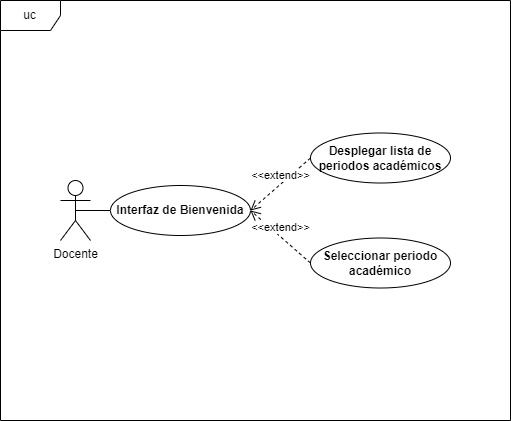 uc
Desplegar lista de
periodos académicos
<<extend>>
Interfaz de Bienvenida
<<extend>>
Docente
Seleccionar periodo
académico